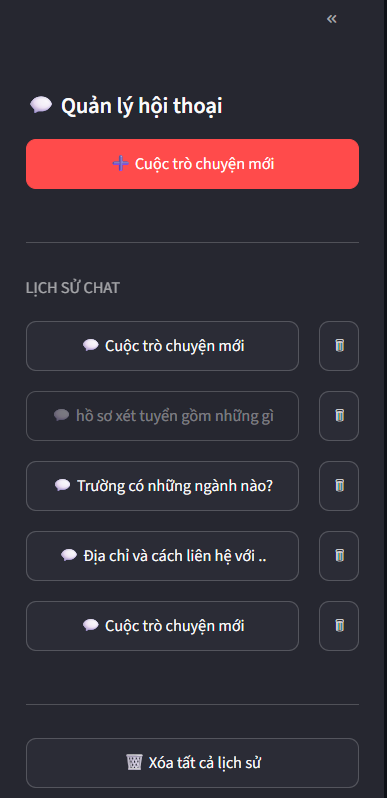 «
Quản lý hội thoại
Cuộc trò chuyện mới
LỊCH SỬ CHAT
Cuộc trò chuyện mới
hồ sơ xét tuyển gồm những gì
Trường có những ngành nào?
Địa chỉ và cách liên hệ với ..
Cuộc trò chuyện mới
Xóa tất cả lịch sử